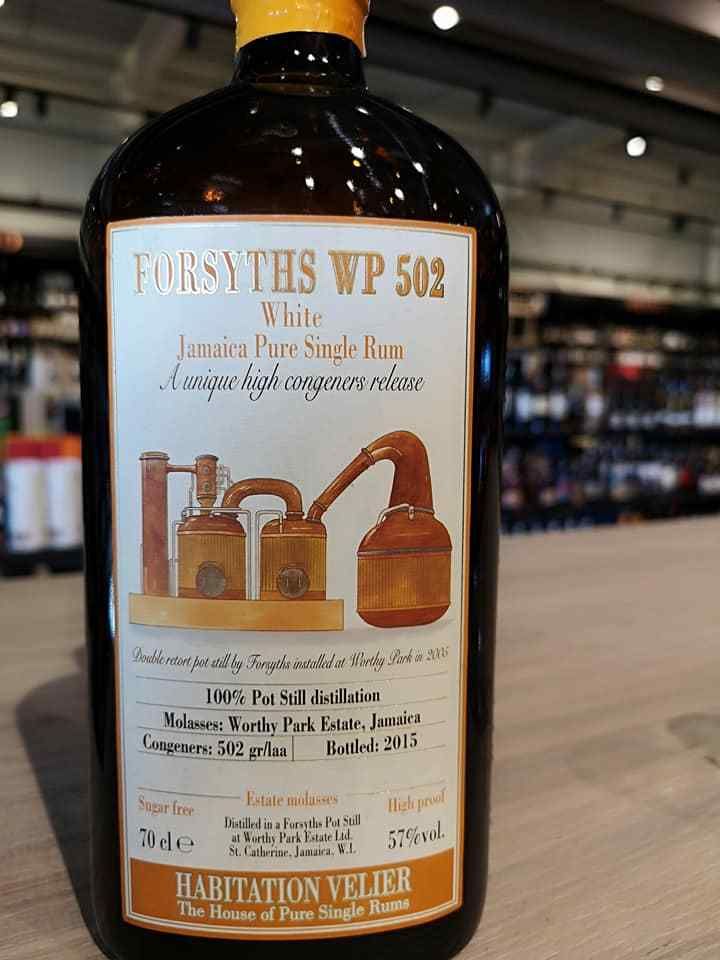 FORSYTHS WP 502
White
Jamaica Pure Single Rum
A unique high congeners release
Double retort pot still by Forsyths installed at Worthy Park in 2005
100% Pot Still distillation
Molasses: Worthy Park Estate, Jamaica
Congeners: 502 gr/laa Bottled: 2015
Sugar free
70 cl ℮
Estate molasses
Distilled in a Forsyths Pot Still
at Worthy Park Estate Ltd.
St. Catherine, Jamaica, W.I.
High proof
57%vol.
HABITATION VELIER
The House of Pure Single Rums